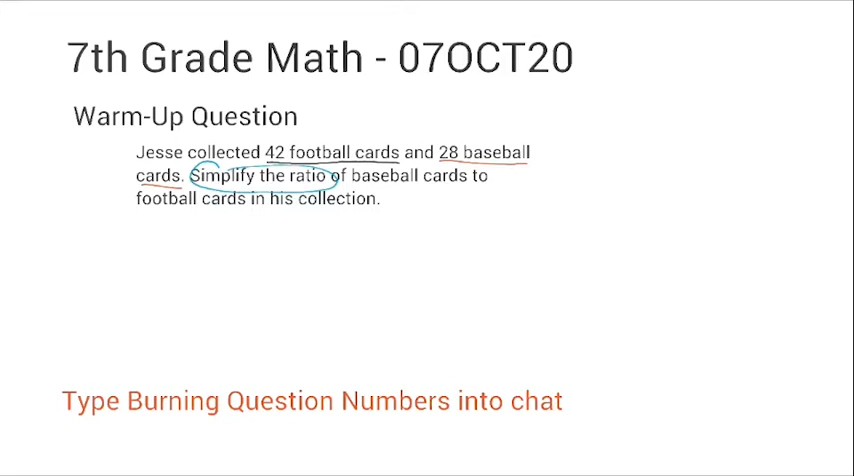 7th Grade Math - 07OCT20
Warm-Up Question
Jesse collected 42 football cards and 28 baseball
cards. Simplify the ratio of baseball cards to
football cards in his collection.
Type Burning Question Numbers into chat